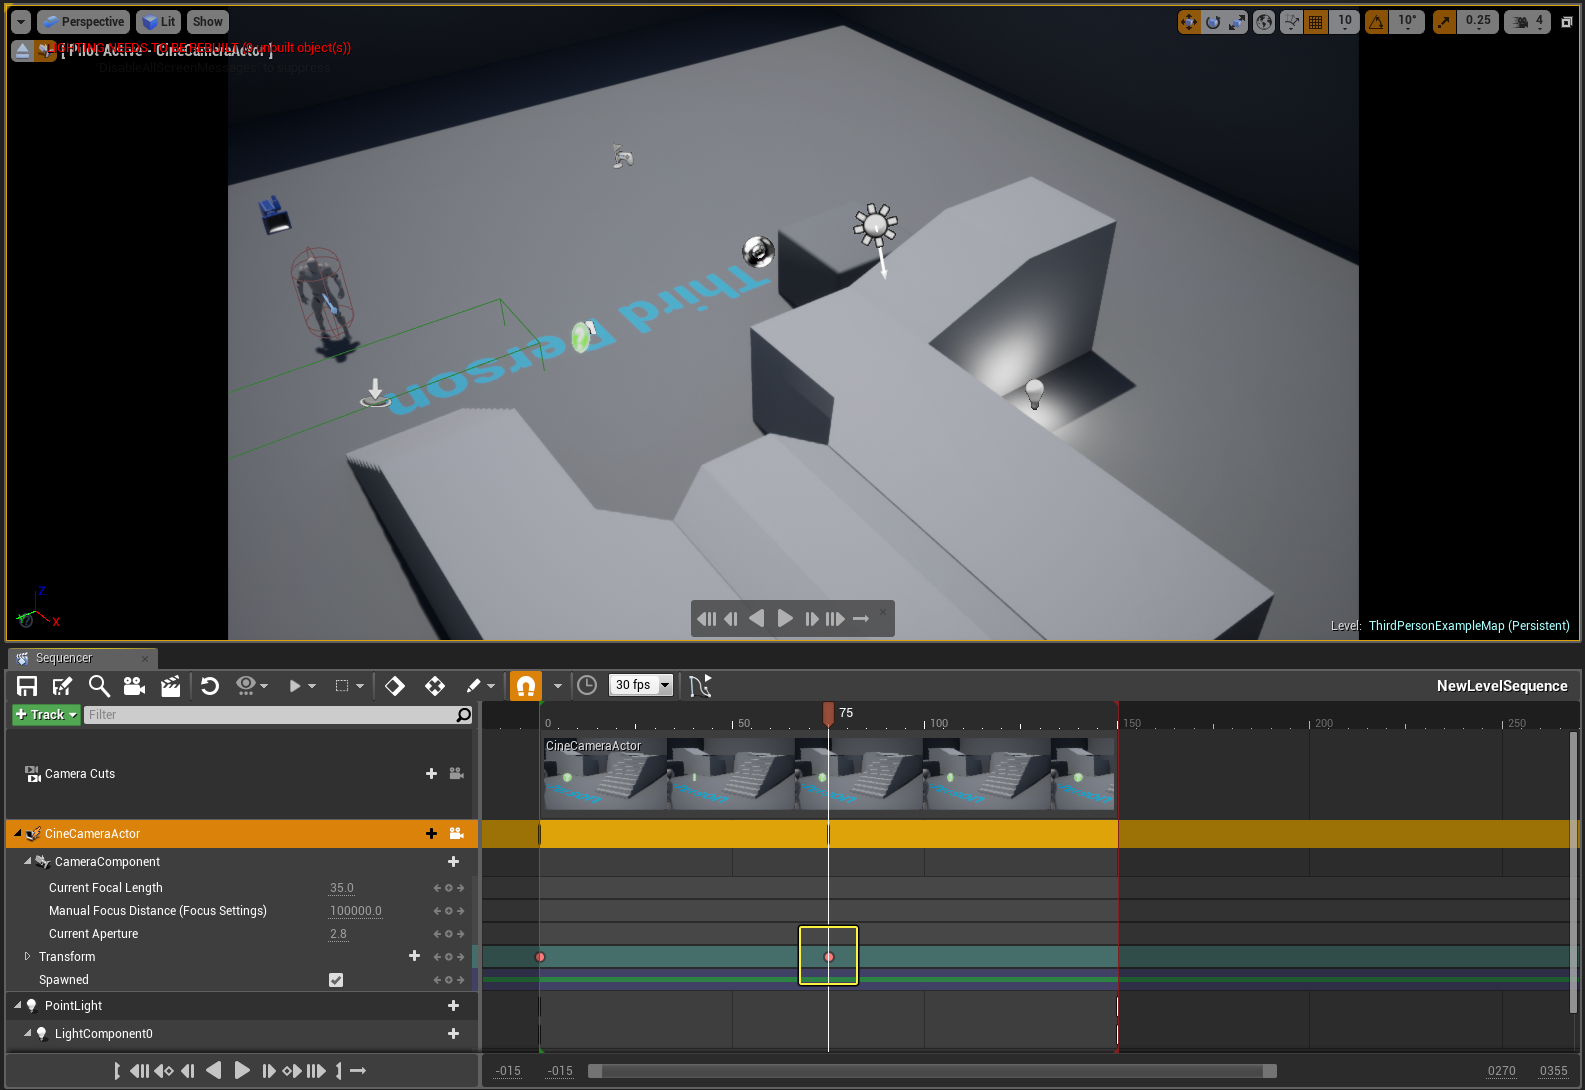 Perspective Lit Show 10 10° 0.25 4
LIGHTING NEEDS TO BE REBUILT (9 unbuilt object(s))
[ Pilot Active - CineCameraActor ]
'DisableAllScreenMessages' to suppress
Third Person
Z
X
Level: ThirdPersonExampleMap (Persistent)
Sequencer
30 fps
NewLevelSequence
Track
Filter
0 50 75 100 150 200 250
CineCameraActor
Camera Cuts
CineCameraActor
CameraComponent
Current Focal Length 35.0
Manual Focus Distance (Focus Settings) 100000.0
Current Aperture 2.8
Transform
Spawned
PointLight
LightComponent0
-015 -015 0270 0355